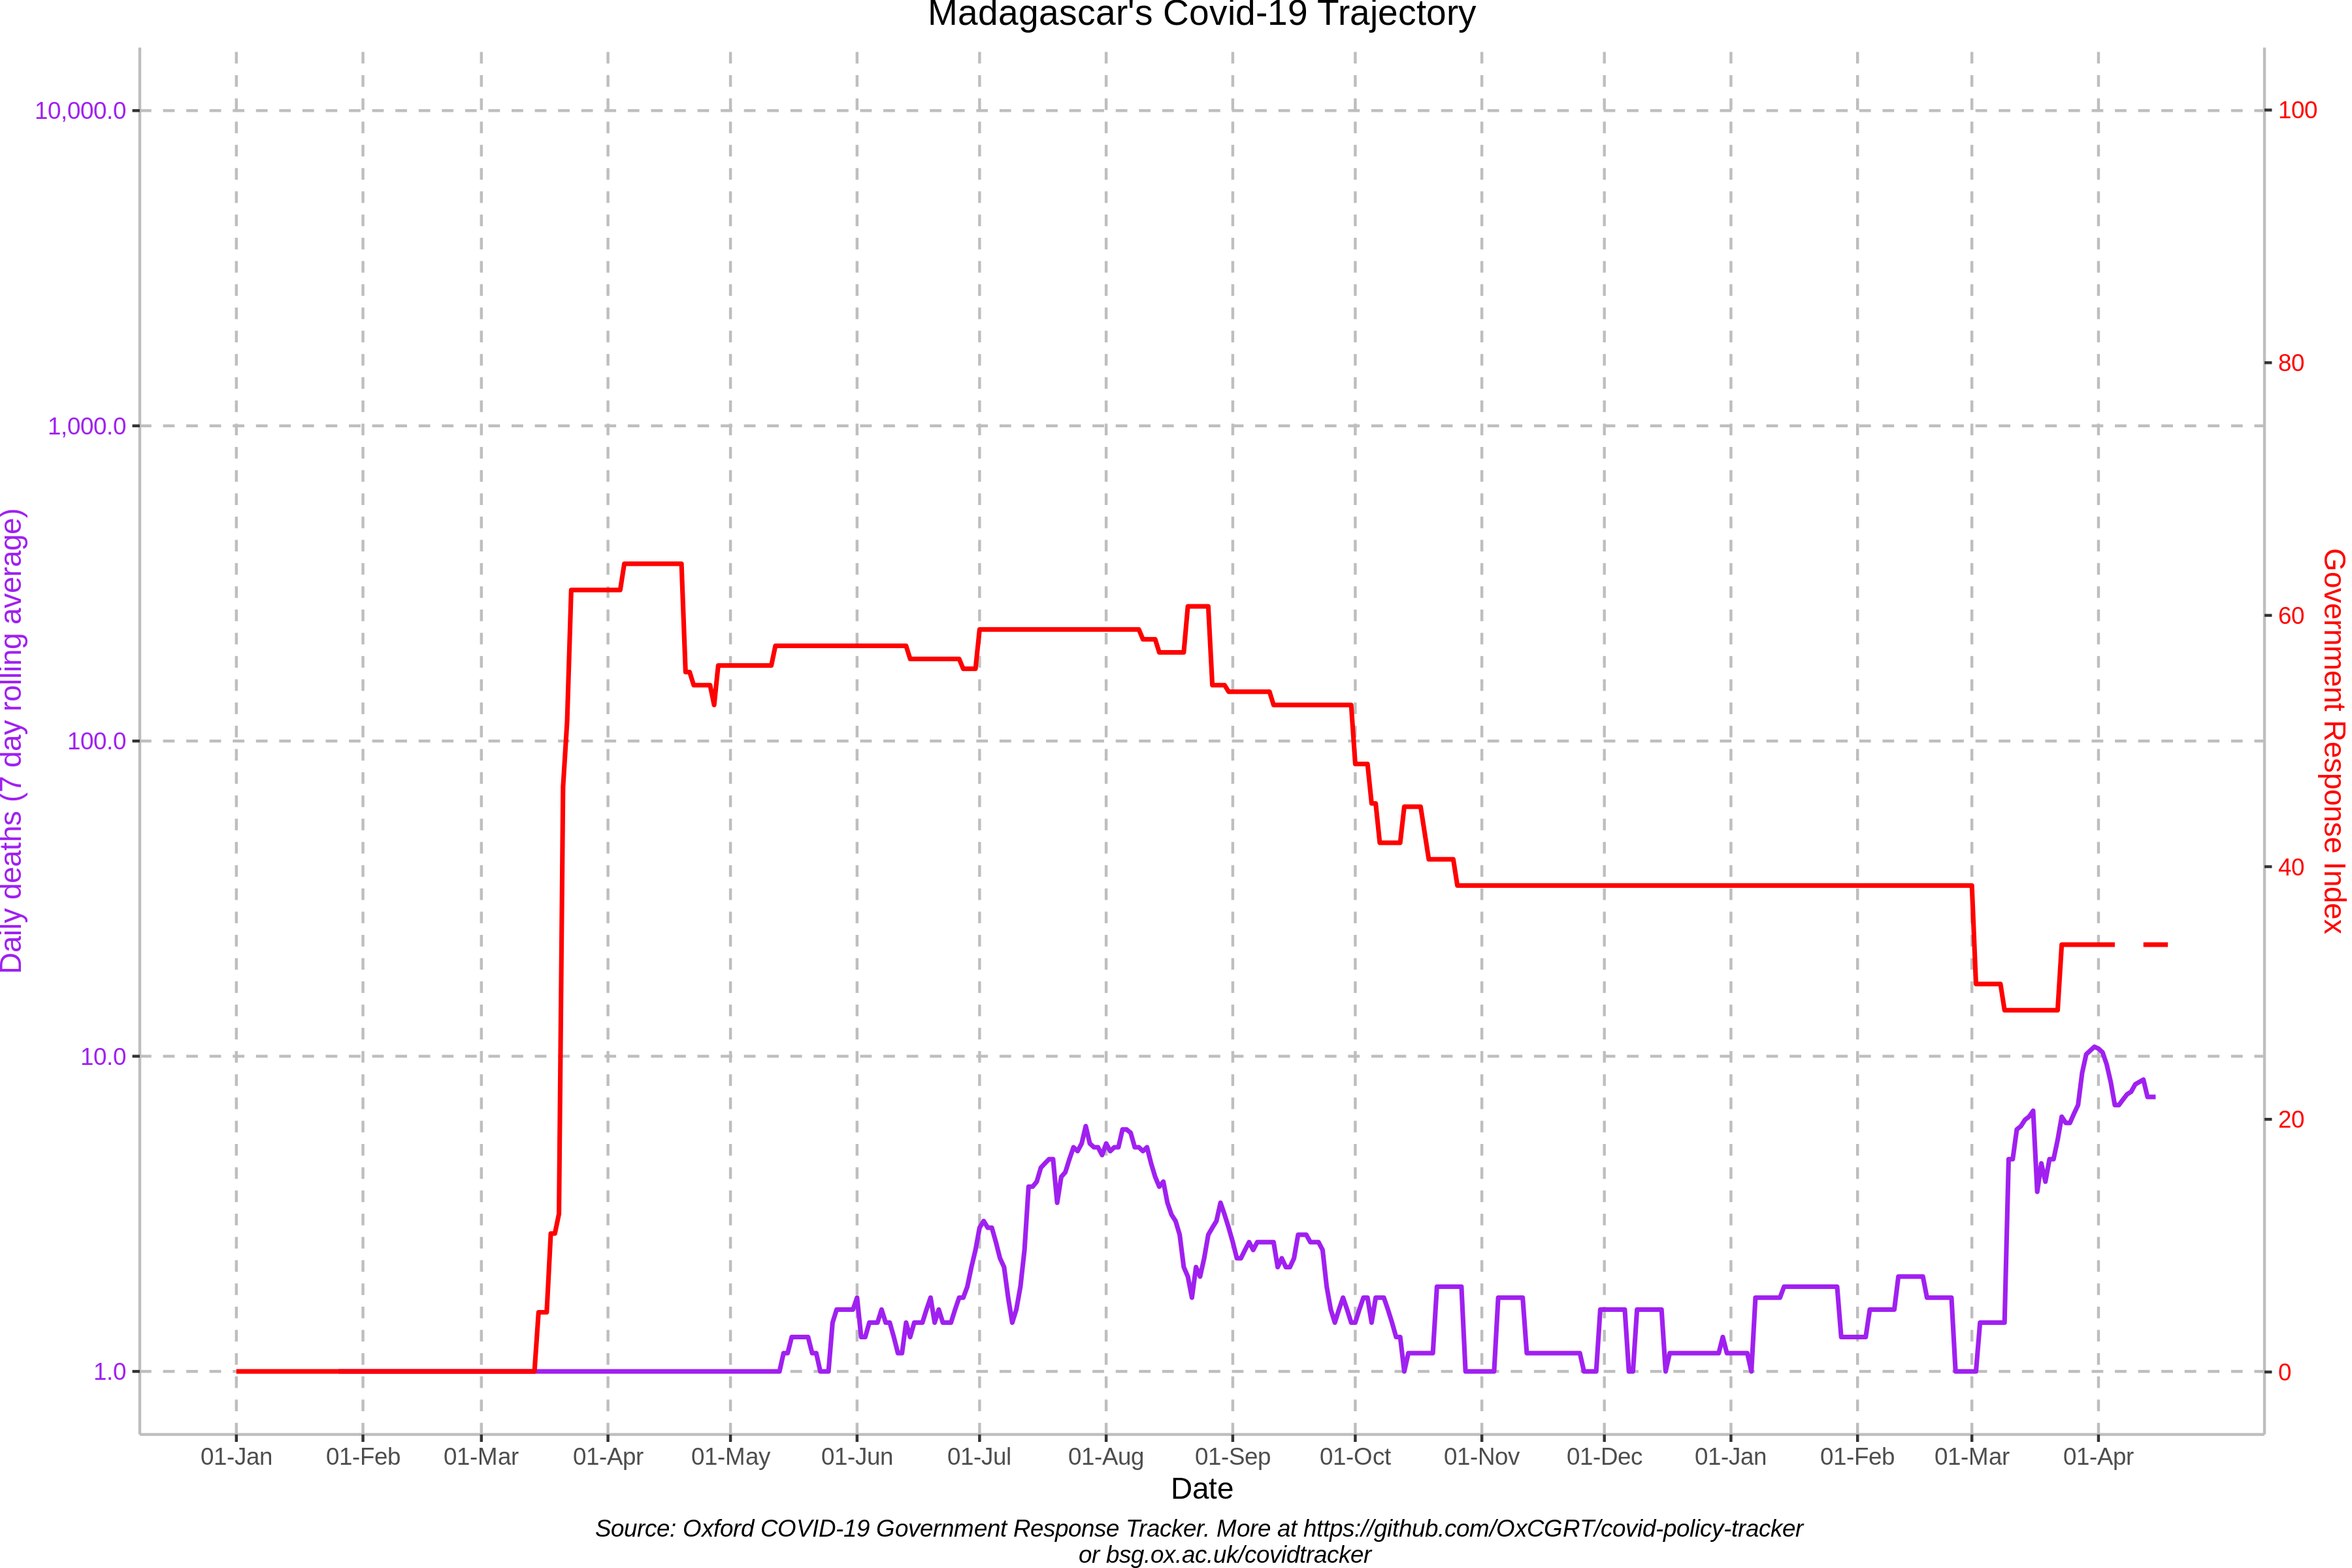 Madagascar's Covid-19 Trajectory
10,000.0
1,000.0
100.0
10.0
1.0
Daily deaths (7 day rolling average)
100
80
60
40
20
0
Government Response Index
01-Jan 01-Feb 01-Mar 01-Apr 01-May 01-Jun 01-Jul 01-Aug 01-Sep 01-Oct 01-Nov 01-Dec 01-Jan 01-Feb 01-Mar 01-Apr
Date
Source: Oxford COVID-19 Government Response Tracker. More at https://github.com/OxCGRT/covid-policy-tracker
or bsg.ox.ac.uk/covidtracker